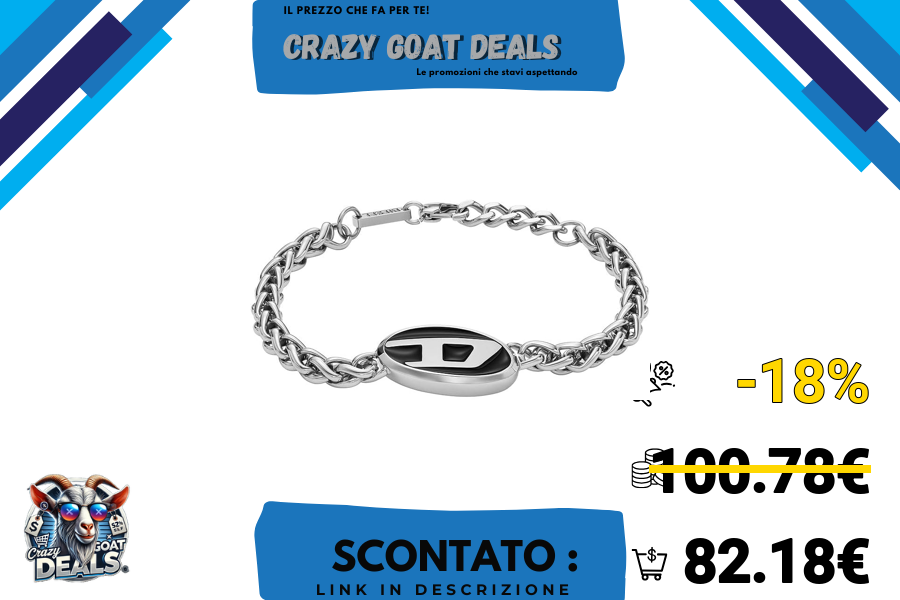 IL PREZZO CHE FA PER TE!
CRAZY GOAT DEALS
Le promozioni che stavi aspettando
-18%
100.78€
82.18€
SCONTATO :
LINK IN DESCRIZIONE
Crazy
GOAT
DEALS